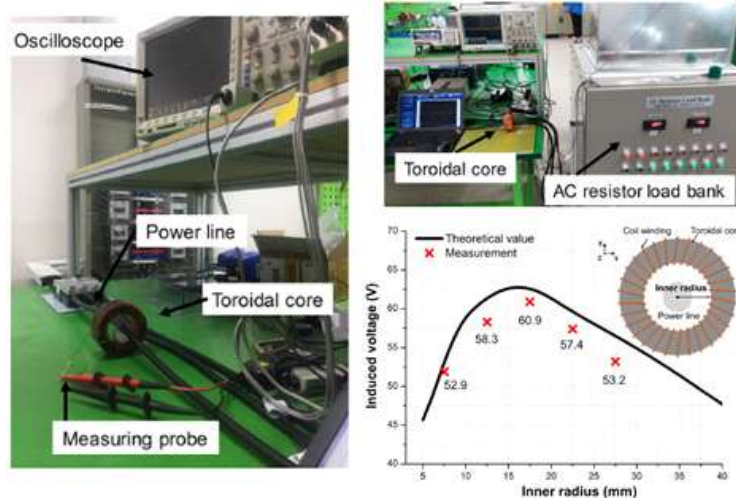 Oscilloscope
Power line
Toroidal core
Measuring probe
Toroidal core
AC resistor load bank
Theoretical value
Measurement
Coil winding
Toroidal core
Inner radius
Power line
52.9
58.3
60.9
57.4
53.2
Induced voltage (V)
70
65
60
55
50
45
40
5
10
15
20
25
30
35
40
Inner radius (mm)